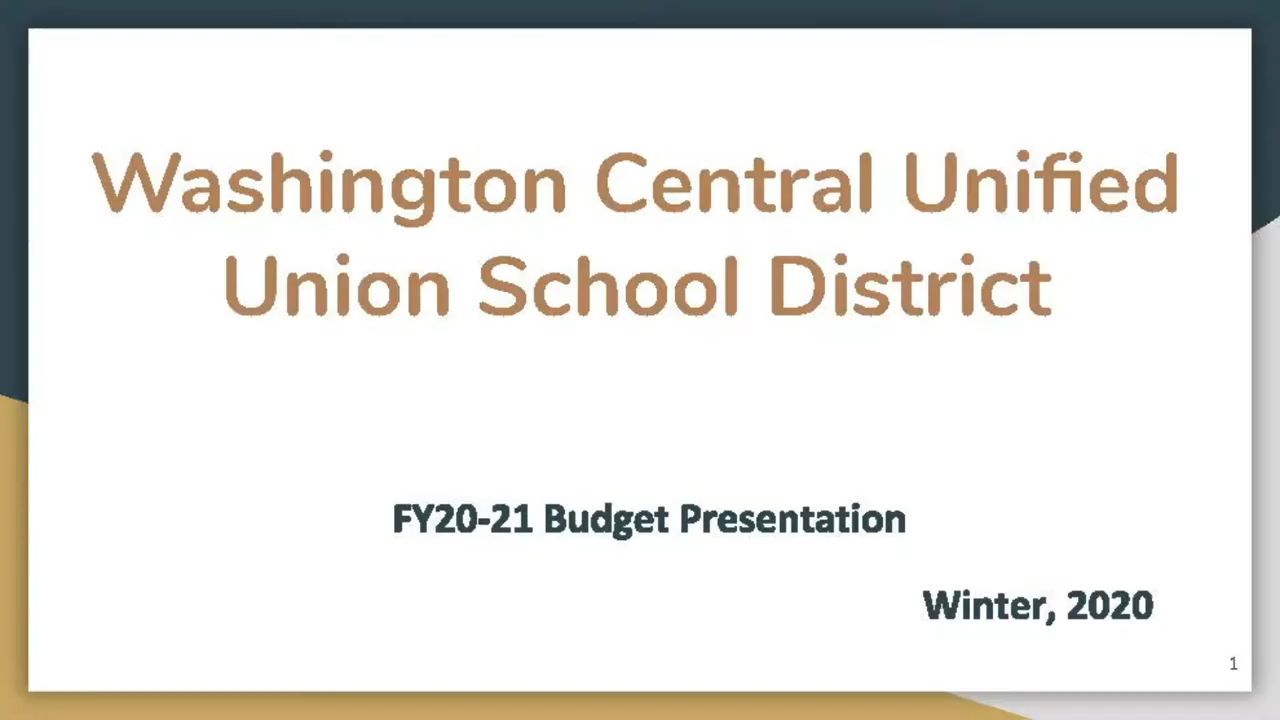 Washington Central Unified
Union School District
FY20-21 Budget Presentation
Winter, 2020
1